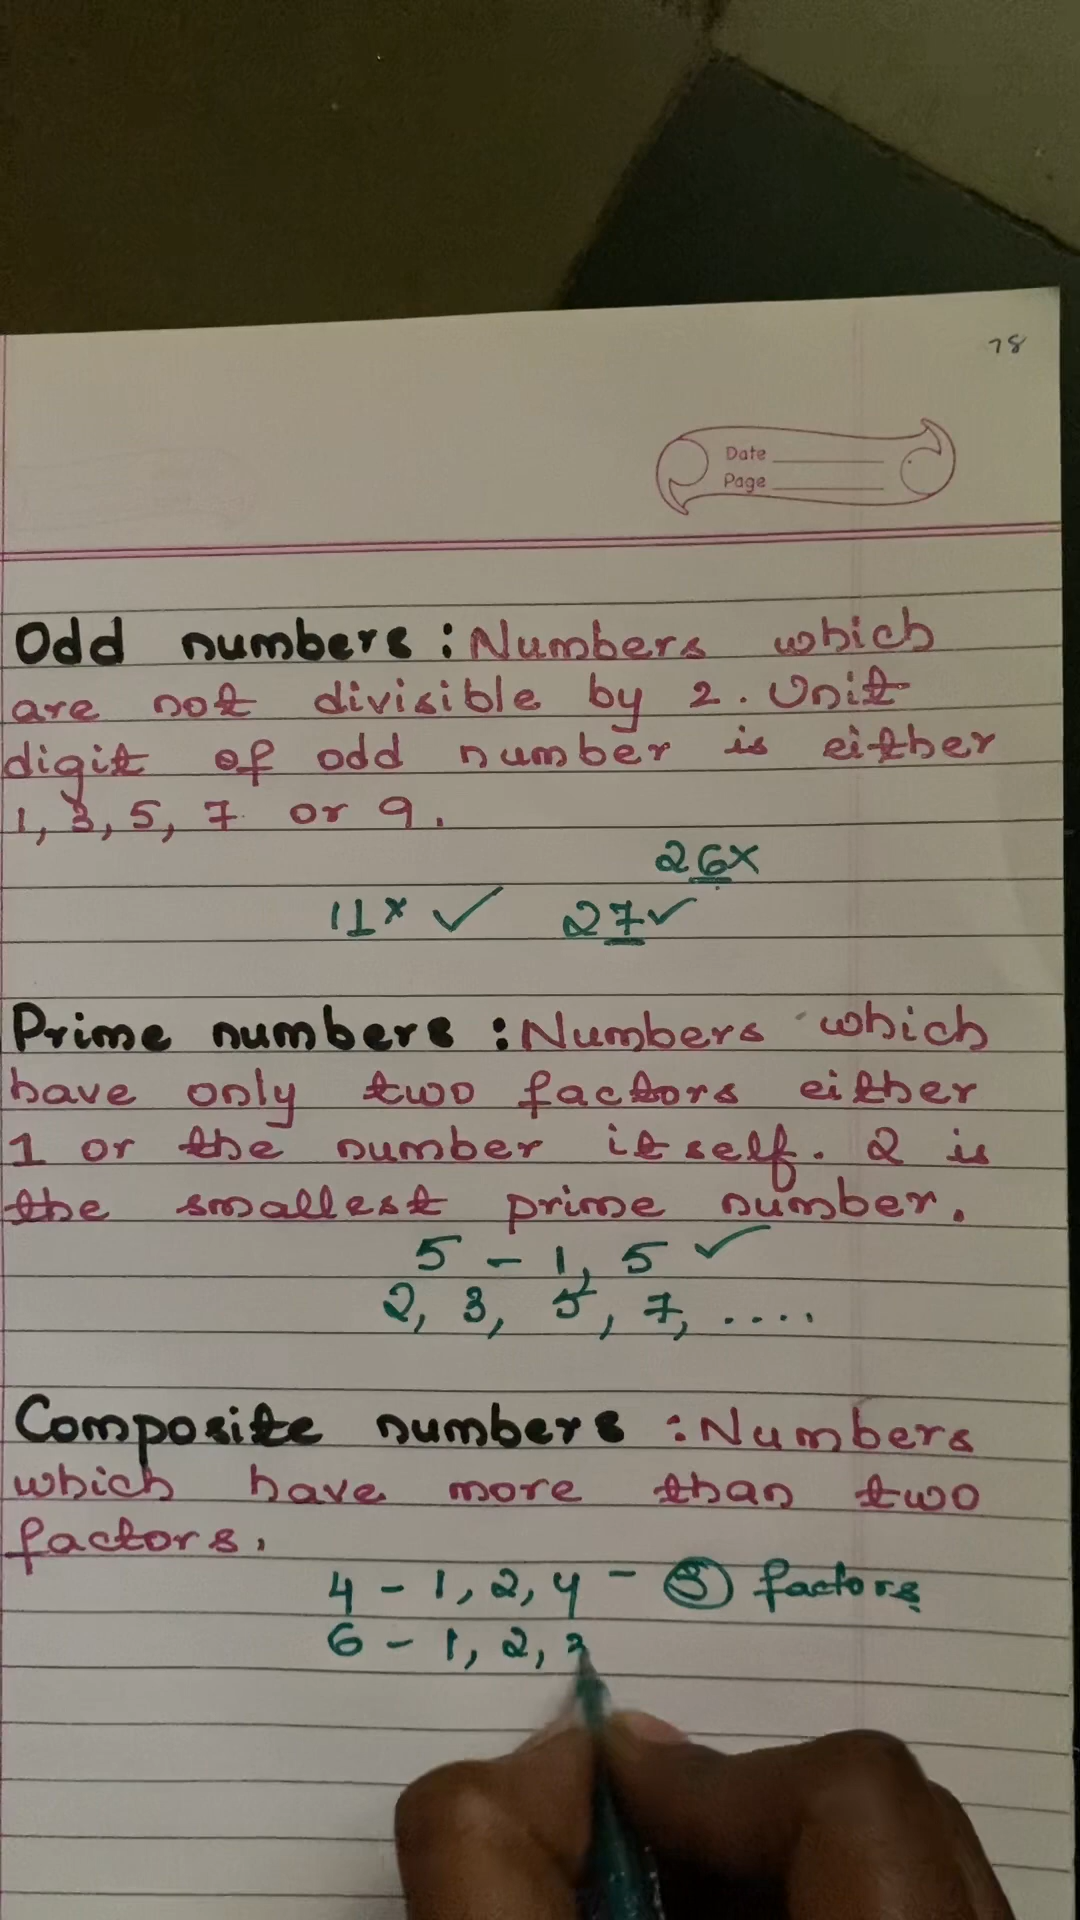 78
Date
Page
Odd numbers : Numbers which
are not divisible by 2. Unit
digit of odd number is either
1, 3, 5, 7 or 9.
26x
11x ✓ 27✓
Prime numbers : Numbers which
have only two factors either
1 or the number itself. 2 is
the smallest prime number.
5 - 1, 5 ✓
2, 3, 5, 7, ....
Composite numbers : Numbers
which have more than two
factors.
4 - 1, 2, 4 - 3 factors
6 - 1, 2, 3